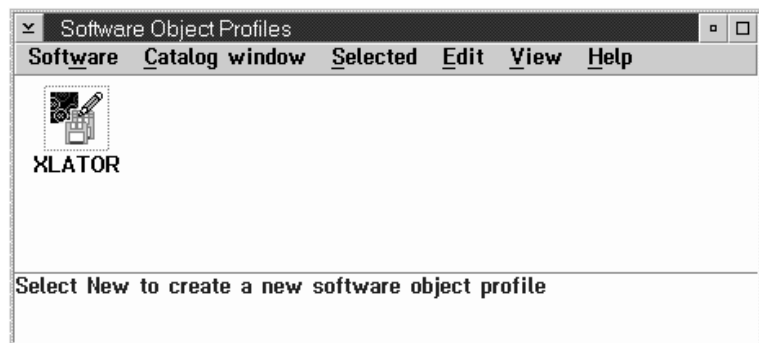 Software Object Profiles
Software Catalog window Selected Edit View Help
XLATOR
Select New to create a new software object profile